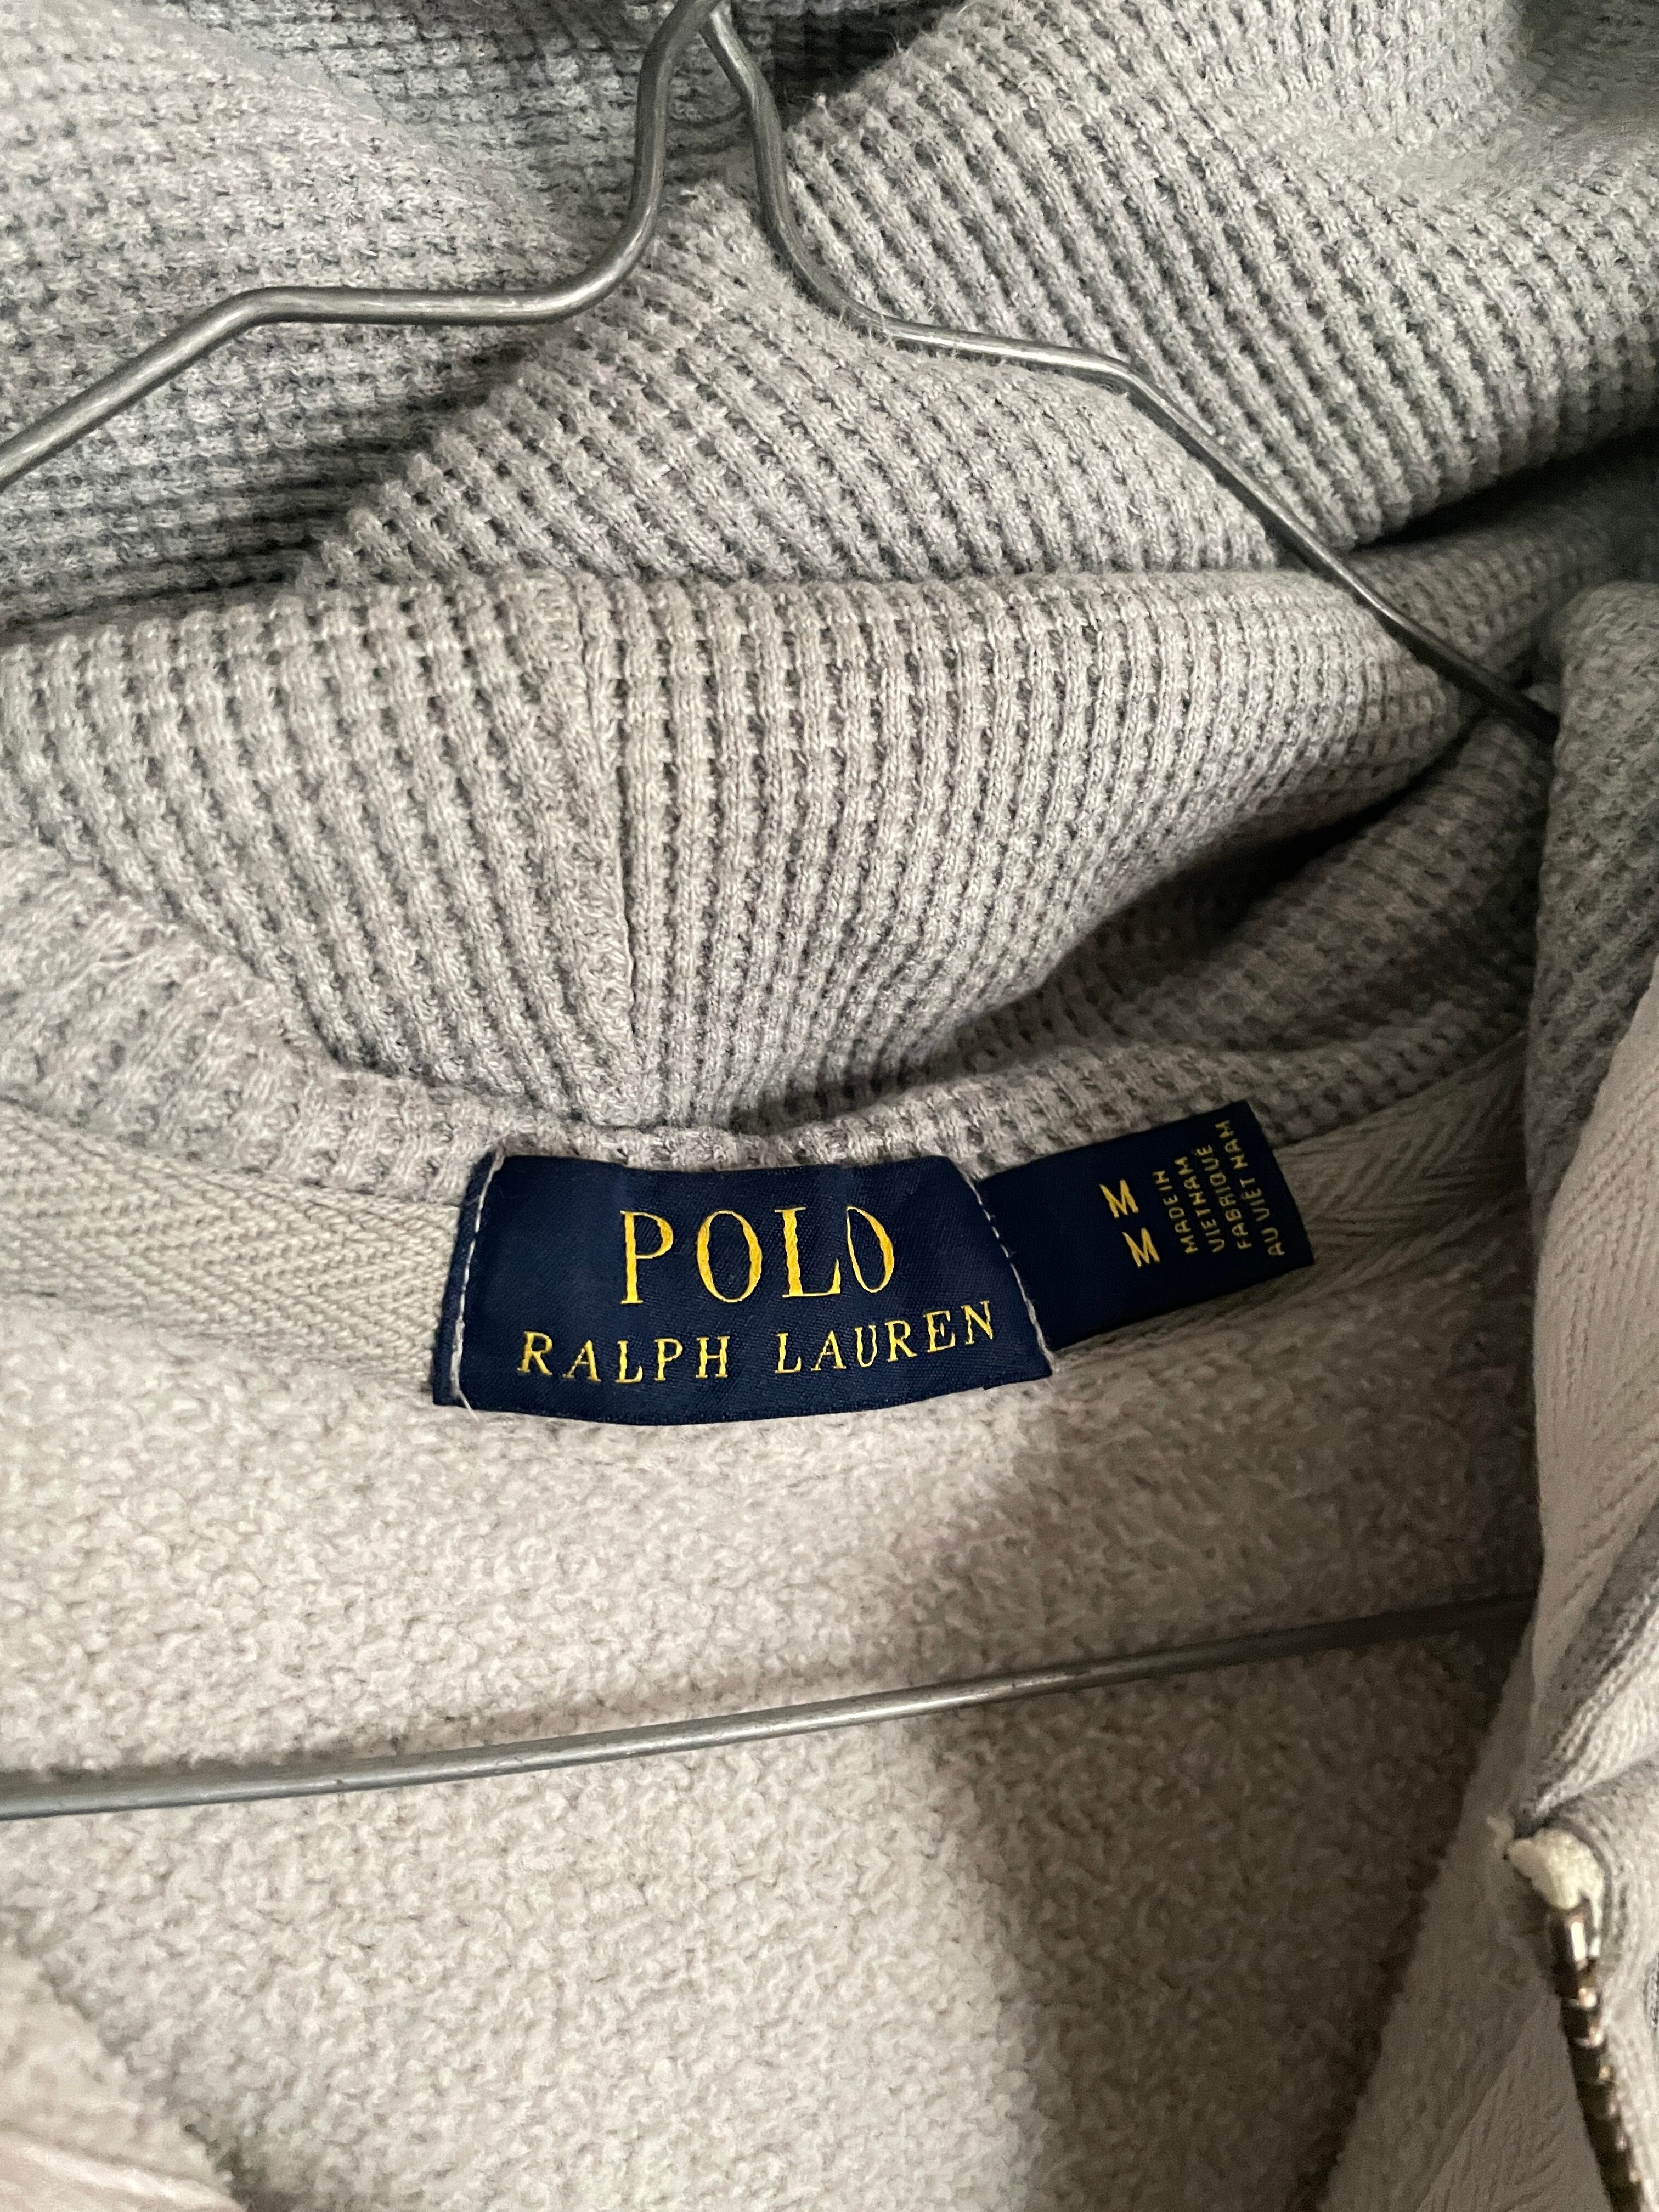 POLO
RALPH LAUREN
M
M
MADE IN
VIETNAM
FABRIQUÉ
AU VIÊT NAM